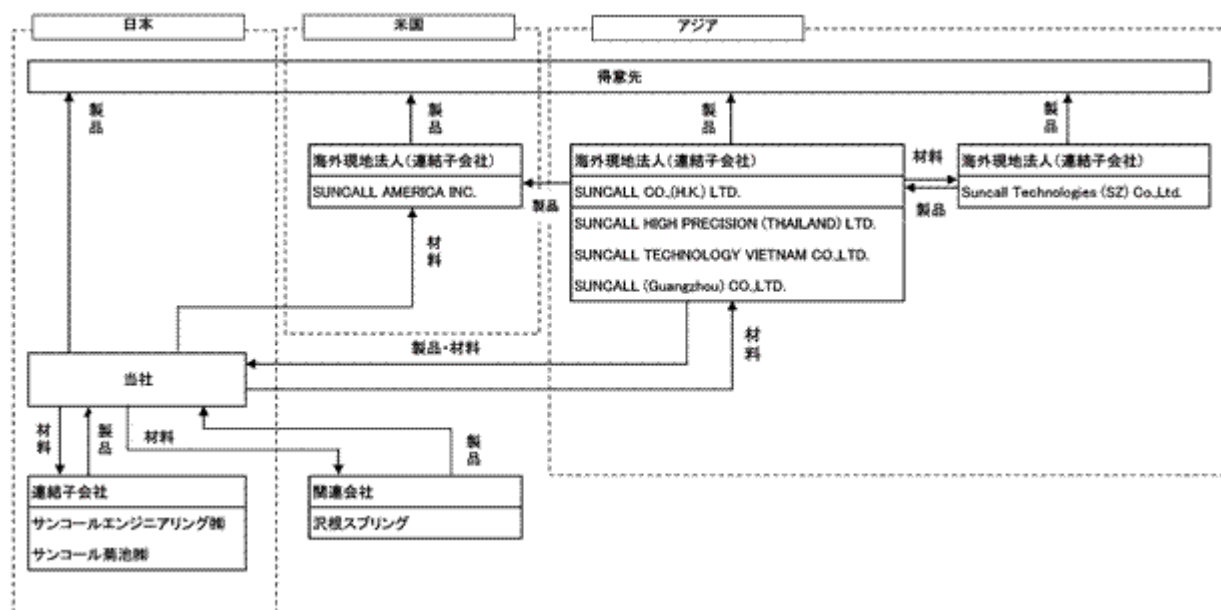 日本
米国
アジア
得意先
製品
製品
製品
製品
海外現地法人(連結子会社)
SUNCALL AMERICA INC.
海外現地法人(連結子会社)
SUNCALL CO.,(H.K.) LTD.
SUNCALL HIGH PRECISION (THAILAND) LTD.
SUNCALL TECHNOLOGY VIETNAM CO.,LTD.
SUNCALL (Guangzhou) CO.,LTD.
材料
製品
海外現地法人(連結子会社)
Suncall Technologies (SZ) Co.,Ltd.
製品
材料
製品・材料
材料
当社
材料
製品
材料
製品
連結子会社
サンコールエンジニアリング㈱
サンコール菊池㈱
関連会社
沢根スプリング